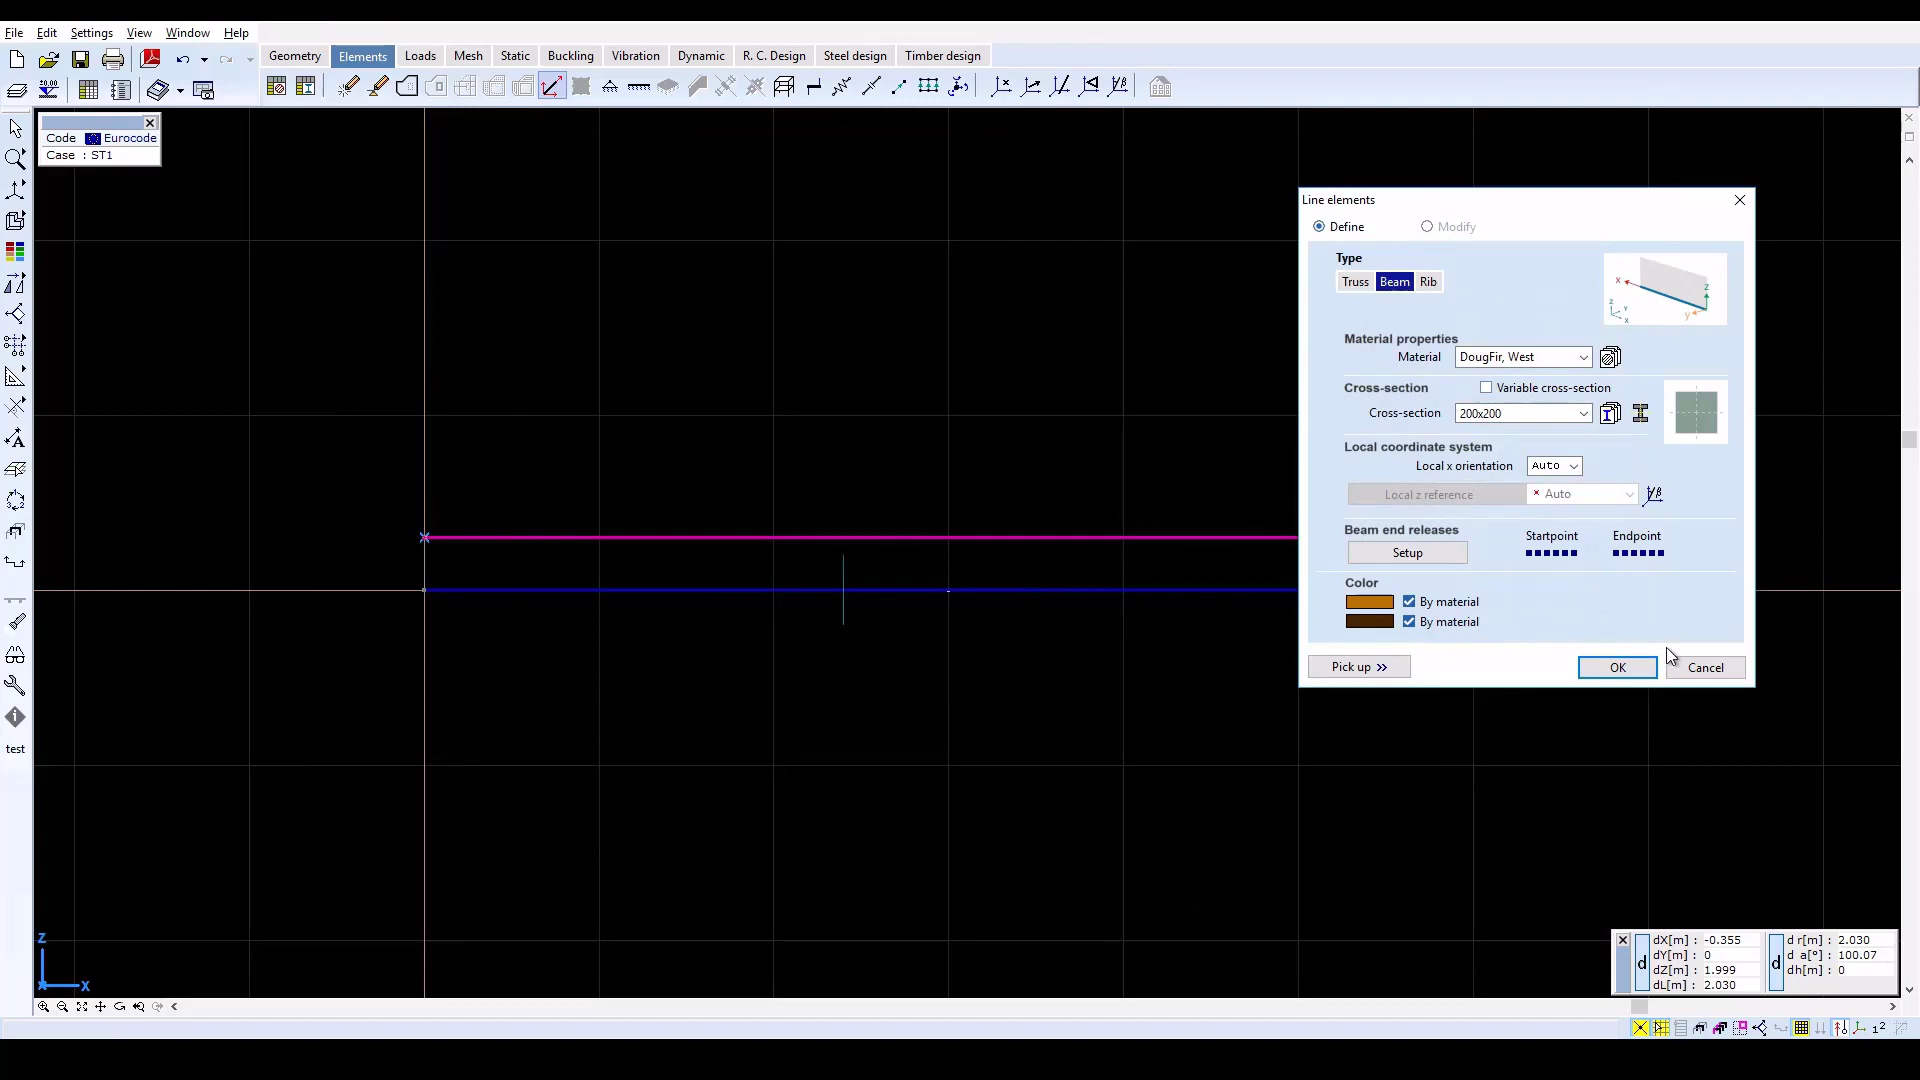 File Edit Settings View Window Help
Geometry Elements Loads Mesh Static Buckling Vibration Dynamic R. C. Design Steel design Timber design
Code Eurocode
Case : ST1
Line elements
Define Modify
Type
Truss Beam Rib
Material properties
Material DougFir, West
Cross-section Variable cross-section
Cross-section 200x200
Local coordinate system
Local x orientation Auto
Local z reference Auto
Beam end releases Startpoint Endpoint
Setup
Color
By material
By material
Pick up »
OK Cancel
test
Z
X
dX[m] : -0.355
dY[m] : 0
dZ[m] : 1.999
dL[m] : 2.030
d r[m] : 2.030
d a[°] : 100.07
dh[m] : 0